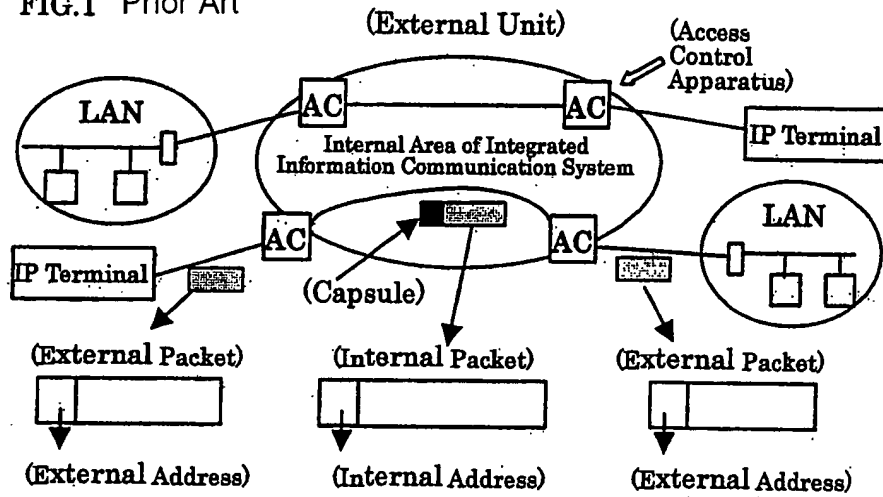 FIG.1 Prior Art
(External Unit)
(Access
Control
Apparatus)
LAN
AC
AC
IP Terminal
Internal Area of Integrated
Information Communication System
AC
AC
LAN
IP Terminal
(Capsule)
(External Packet)
(Internal Packet)
(External Packet)
(External Address)
(Internal Address)
(External Address)